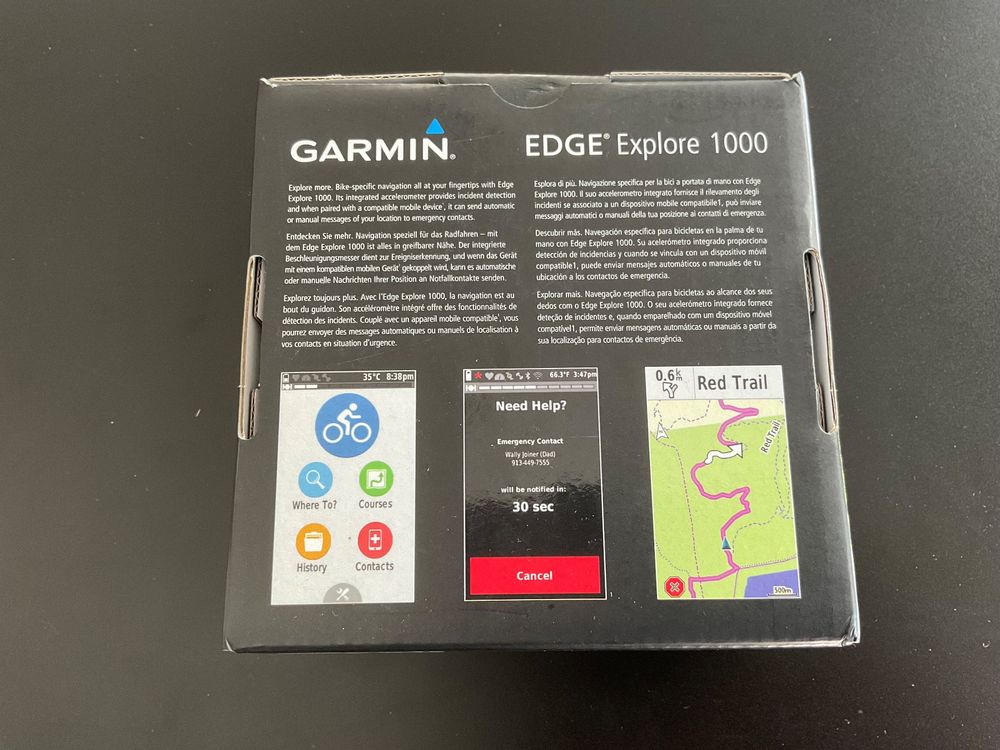 GARMIN®
EDGE® Explore 1000
Explore more. Bike-specific navigation all at your fingertips with Edge
Explore 1000. Its integrated accelerometer provides incident detection
and when paired with a compatible mobile device¹, it can send automatic
or manual messages of your location to emergency contacts.
Entdecken Sie mehr. Navigation speziell für das Radfahren – mit
dem Edge Explore 1000 ist alles in greifbarer Nähe. Der integrierte
Beschleunigungsmesser dient zur Ereigniserkennung, und wenn das Gerät
mit einem kompatiblen mobilen Gerät¹ gekoppelt wird, kann es automatische
oder manuelle Nachrichten Ihrer Position an Notfallkontakte senden.
Explorez toujours plus. Avec l'Edge Explore 1000, la navigation est au
bout du guidon. Son accéléromètre intégré offre des fonctionnalités de
détection des incidents. Couplé avec un appareil mobile compatible¹, vous
pourrez envoyer des messages automatiques ou manuels de localisation à
vos contacts en situation d'urgence.
Esplora di più. Navigazione specifica per la bici a portata di mano con Edge
Explore 1000. Il suo accelerometro integrato fornisce il rilevamento degli
incidenti se associato a un dispositivo mobile compatibile1, può inviare
messaggi automatici o manuali della tua posizione ai contatti di emergenza.
Descubrir más. Navegación específica para bicicletas en la palma de tu
mano con Edge Explore 1000. Su acelerómetro integrado proporciona
detección de incidencias y cuando se vincula con un dispositivo móvil
compatible1, puede enviar mensajes automáticos o manuales de tu
ubicación a los contactos de emergencia.
Explorar mais. Navegação específica para bicicletas ao alcance dos seus
dedos com o Edge Explore 1000. O seu acelerómetro integrado fornece
deteção de incidentes e, quando emparelhado com um dispositivo móvel
compatível1, permite enviar mensagens automáticas ou manuais a partir da
sua localização para contactos de emergência.
35°C 8:38pm
Where To?
Courses
History
Contacts
66.3°F 3:47pm
Need Help?
Emergency Contact
Wally Joiner (Dad)
913-449-7555
will be notified in:
30 sec
Cancel
0.6 km
Red Trail
Red Trail
500m